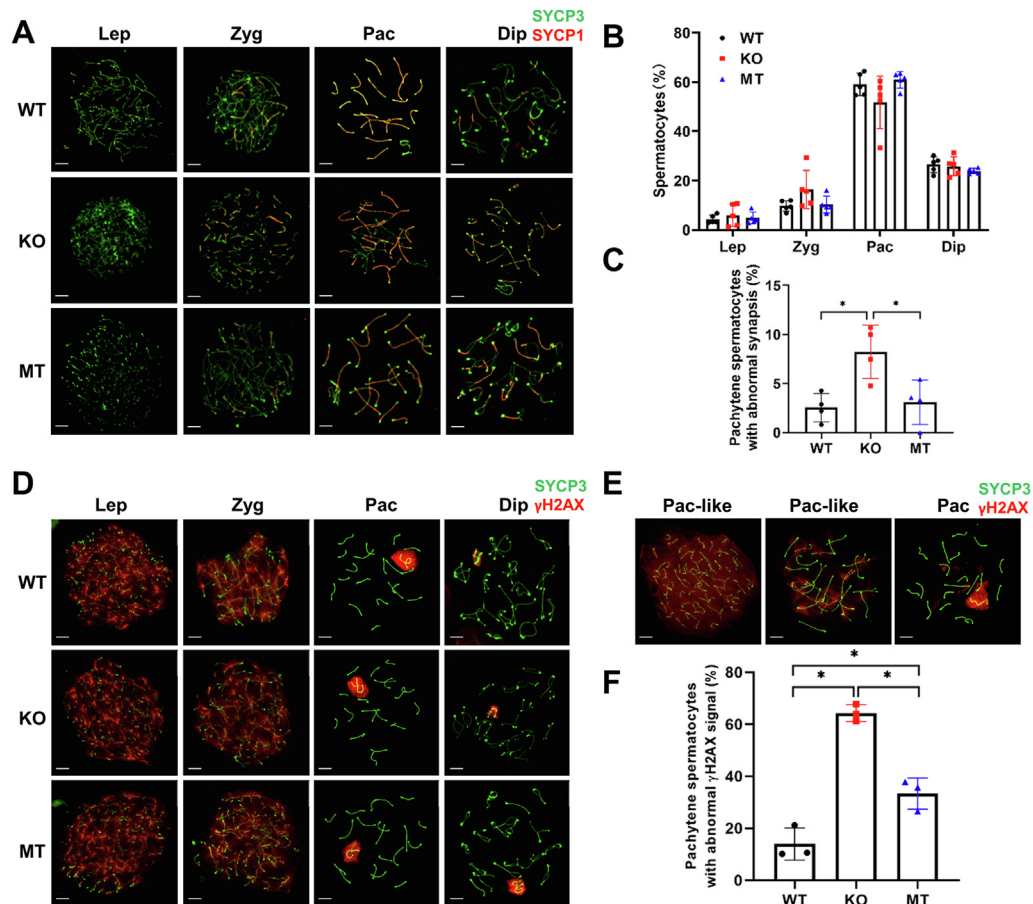 A
Lep
Zyg
Pac
Dip
SYCP3
SYCP1
WT
KO
MT
B
WT
KO
MT
Spermatocytes (%)
80
60
40
20
0
Lep
Zyg
Pac
Dip
C
Pachytene spermatocytes
with abnormal synapsis (%)
15
10
5
0
*
*
WT
KO
MT
D
Lep
Zyg
Pac
Dip
SYCP3
γH2AX
WT
KO
MT
E
Pac-like
Pac-like
Pac
SYCP3
γH2AX
F
Pachytene spermatocytes
with abnormal γH2AX signal (%)
80
60
40
20
0
*
*
*
WT
KO
MT